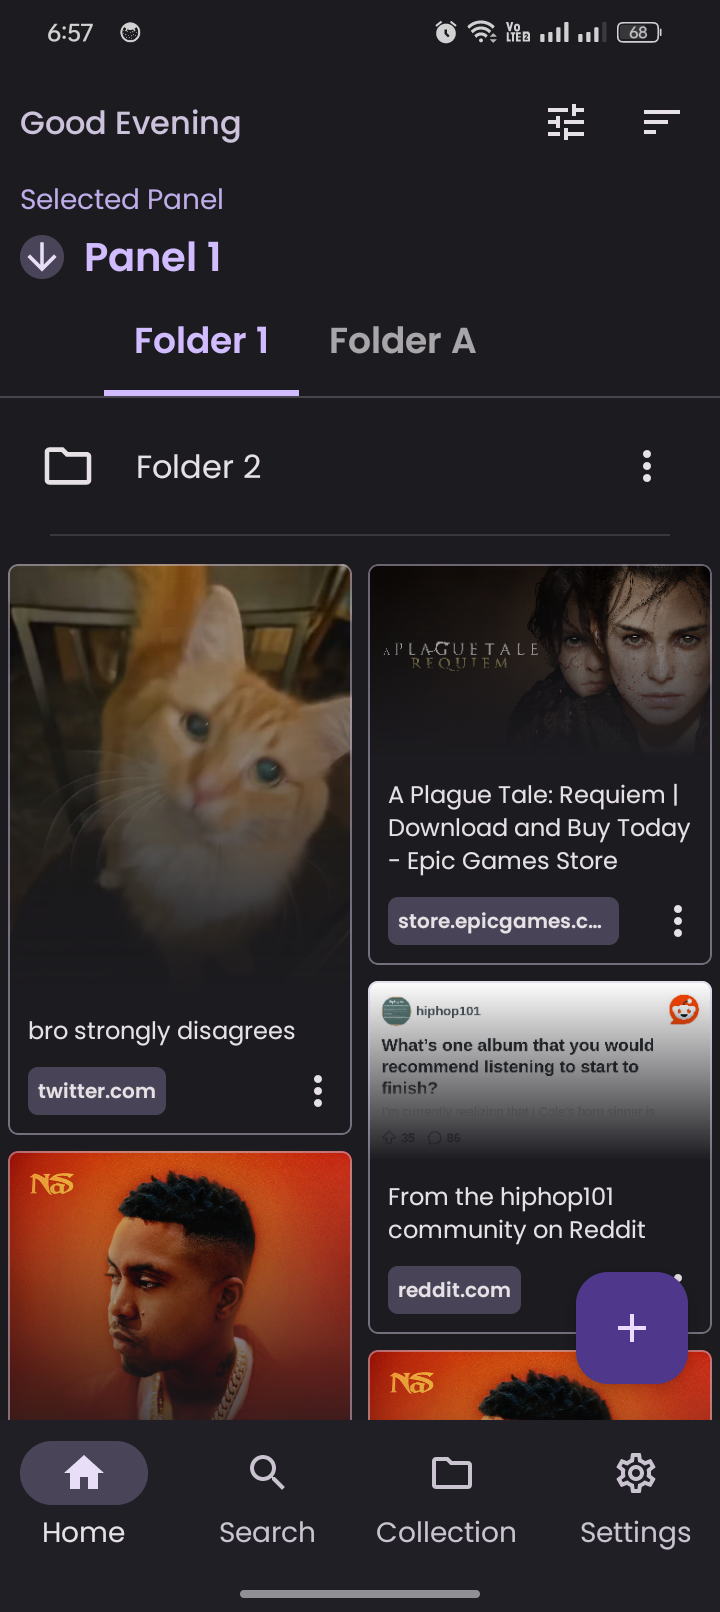 6:57
Vo
LTE 2
68
Good Evening
Selected Panel
Panel 1
Folder 1
Folder A
Folder 2
A PLAGUE TALE
REQUIEM
A Plague Tale: Requiem |
Download and Buy Today
- Epic Games Store
store.epicgames.c...
bro strongly disagrees
twitter.com
hiphop101
What's one album that you would
recommend listening to start to
finish?
I'm currently realizing that j Cole's born sinner is
35
86
From the hiphop101
community on Reddit
reddit.com
NaS
NaS
Home
Search
Collection
Settings